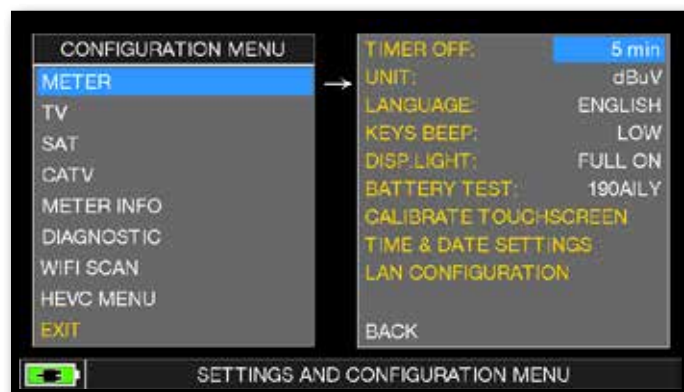 CONFIGURATION MENU
METER
TV
SAT
CATV
METER INFO
DIAGNOSTIC
WIFI SCAN
HEVC MENU
EXIT
→
TIMER OFF: 5 min
UNIT: dBuV
LANGUAGE: ENGLISH
KEYS BEEP: LOW
DISP.LIGHT: FULL ON
BATTERY TEST: 190AILY
CALIBRATE TOUCHSCREEN
TIME & DATE SETTINGS
LAN CONFIGURATION
BACK
SETTINGS AND CONFIGURATION MENU